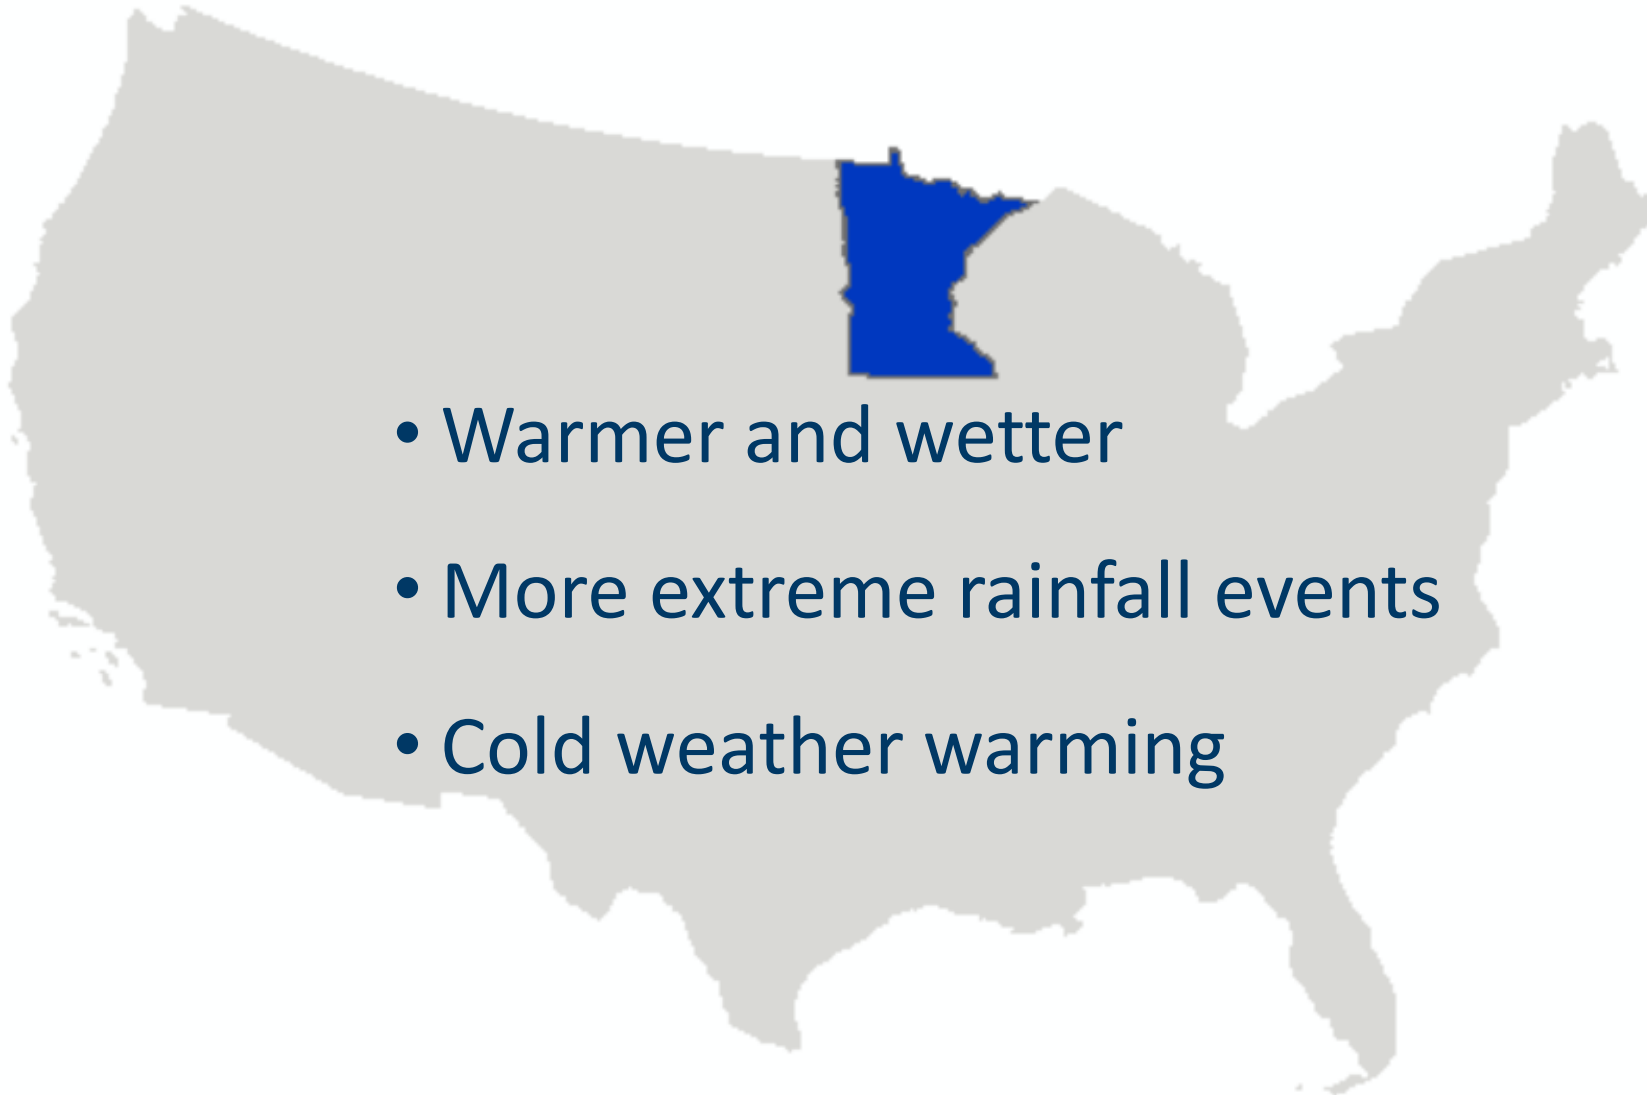 • Warmer and wetter
• More extreme rainfall events
• Cold weather warming